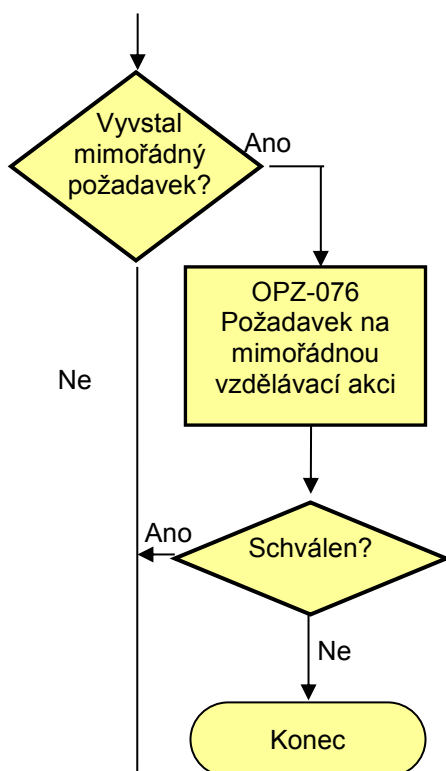 Vyvstal
mimořádný
požadavek?
Ano
OPZ-076
Požadavek na
mimořádnou
vzdělávací akci
Ne
Ano
Schválen?
Ne
Konec